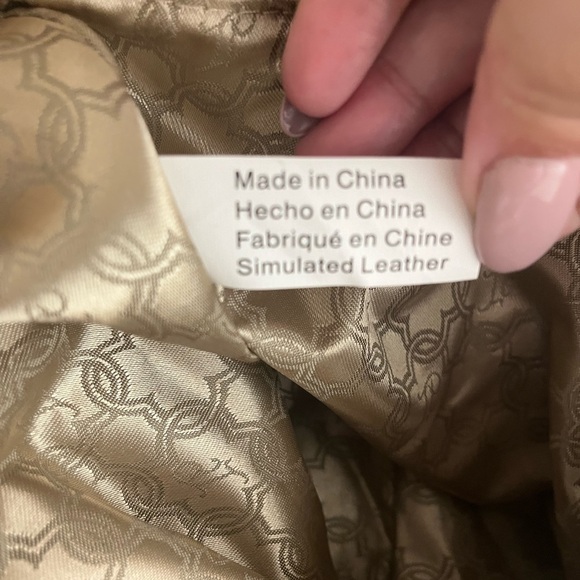 Made in China
Hecho en China
Fabriqué en Chine
Simulated Leather